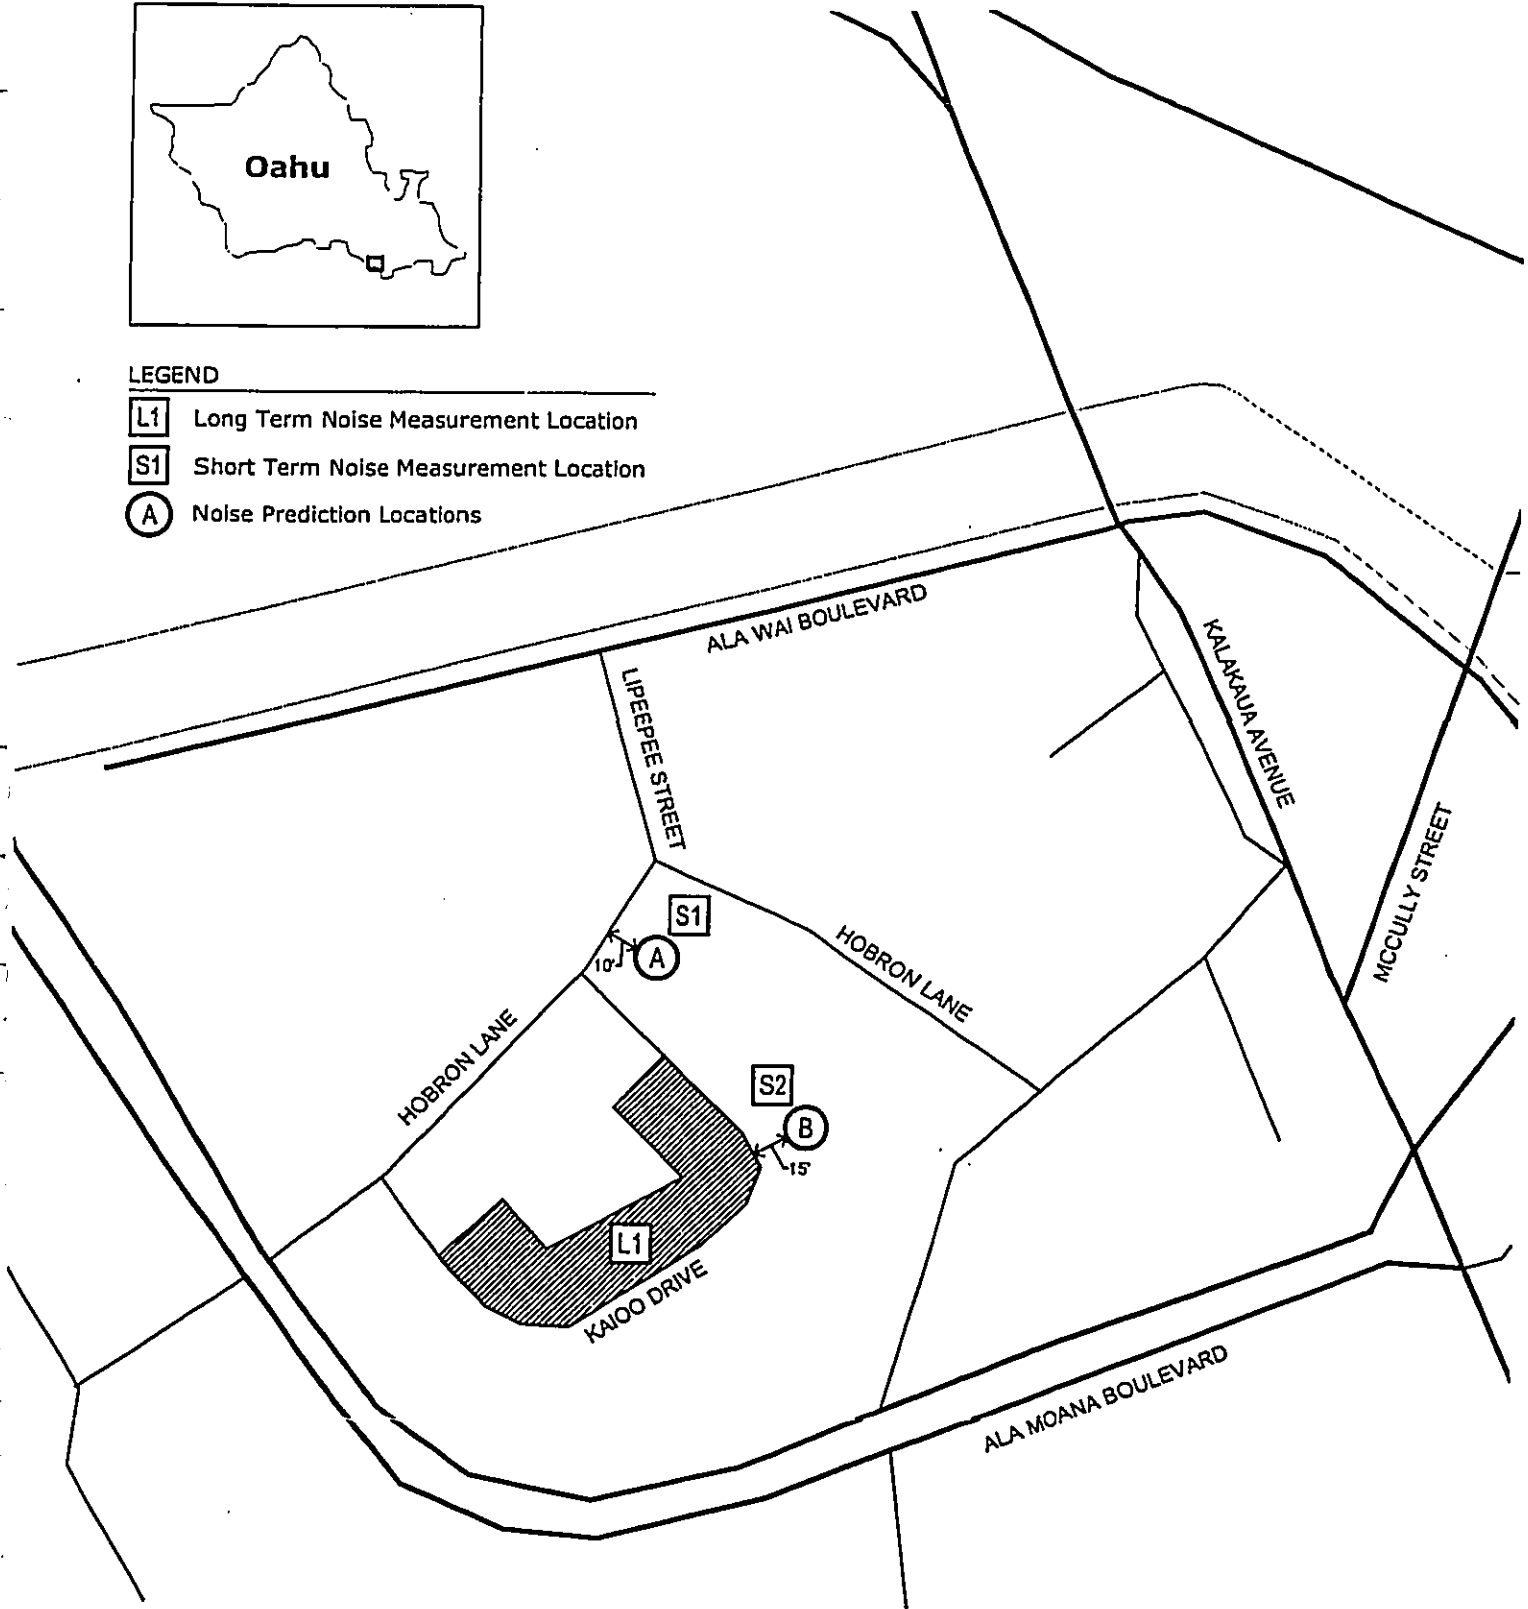 Oahu
LEGEND
L1 Long Term Noise Measurement Location
S1 Short Term Noise Measurement Location
A Noise Prediction Locations
ALA WAI BOULEVARD
LIPEEPEE STREET
KALAKAUA AVENUE
MCCULLY STREET
S1
A
10'
HOBRON LANE
HOBRON LANE
S2
B
15'
L1
KAIOO DRIVE
ALA MOANA BOULEVARD